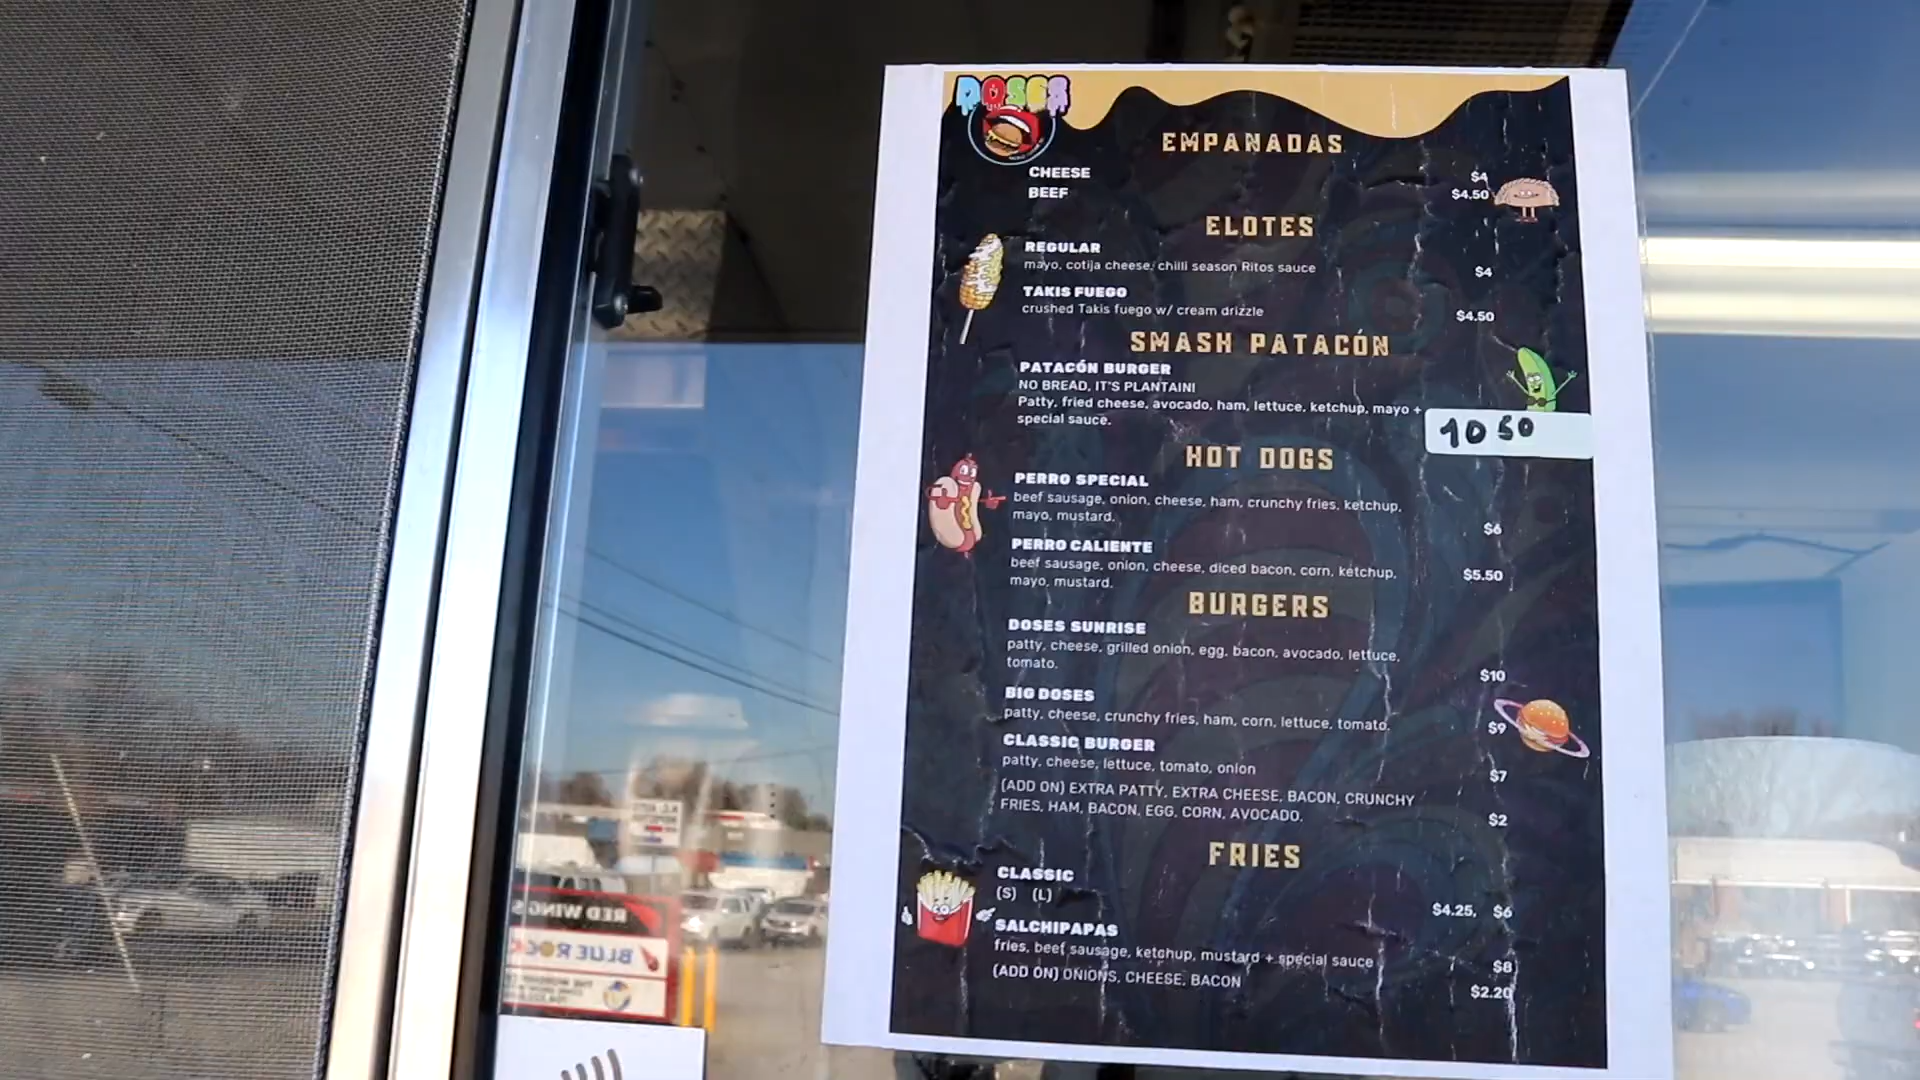 DOSES
EMPANADAS
CHEESE $4
BEEF $4.50
ELOTES
REGULAR
mayo, cotija cheese, chilli season Ritos sauce $4
TAKIS FUEGO
crushed Takis fuego w/ cream drizzle $4.50
SMASH PATACÓN
PATACÓN BURGER
NO BREAD, IT'S PLANTAIN!
Patty, fried cheese, avocado, ham, lettuce, ketchup, mayo +
special sauce.
10 50
HOT DOGS
PERRO SPECIAL
beef sausage, onion, cheese, ham, crunchy fries, ketchup,
mayo, mustard. $6
PERRO CALIENTE
beef sausage, onion, cheese, diced bacon, corn, ketchup, $5.50
mayo, mustard.
BURGERS
DOSES SUNRISE
patty, cheese, grilled onion, egg, bacon, avocado, lettuce,
tomato. $10
BIG DOSES
patty, cheese, crunchy fries, ham, corn, lettuce, tomato. $9
CLASSIC BURGER
patty, cheese, lettuce, tomato, onion $7
(ADD ON) EXTRA PATTY, EXTRA CHEESE, BACON, CRUNCHY
FRIES, HAM, BACON, EGG, CORN, AVOCADO. $2
FRIES
CLASSIC
(S) (L) $4.25, $6
SALCHIPAPAS
fries, beef sausage, ketchup, mustard + special sauce $8
(ADD ON) ONIONS, CHEESE, BACON $2.20
RED WING S
BLUE ROC